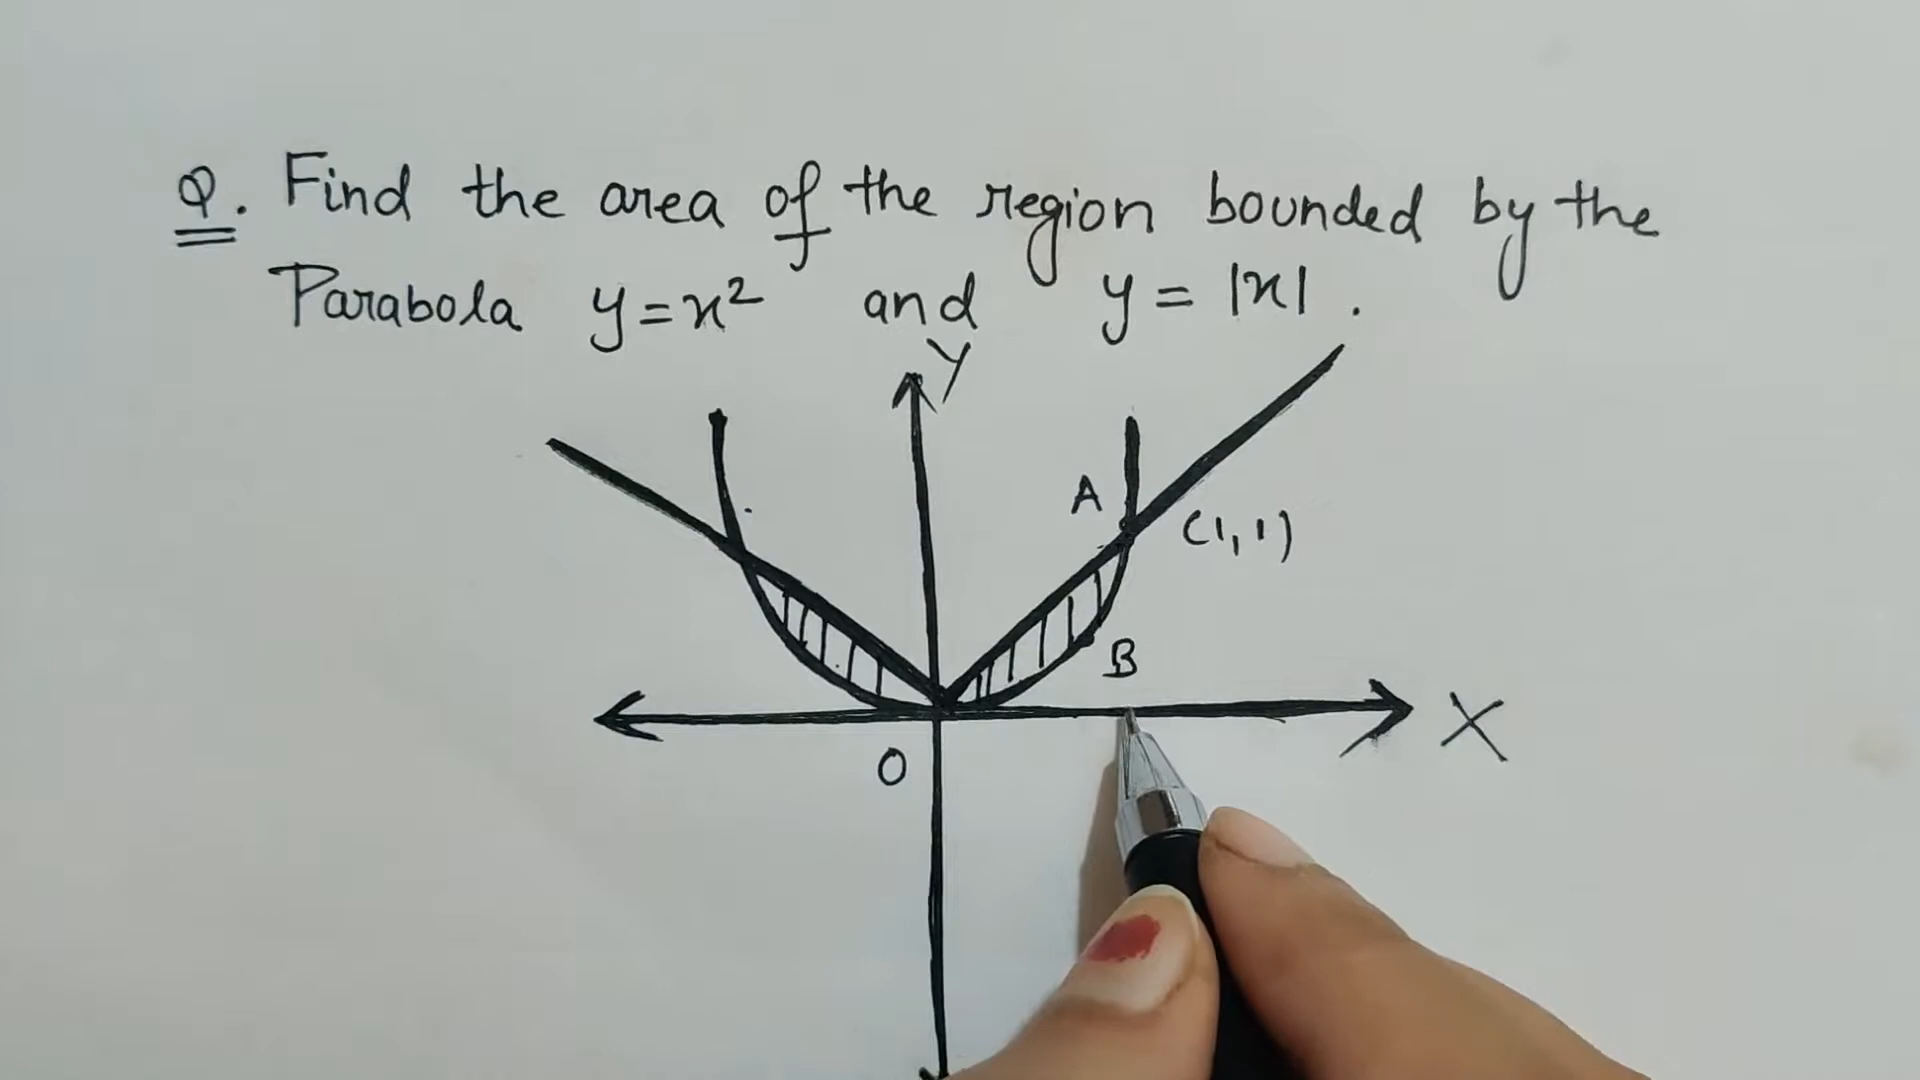 Q. Find the area of the region bounded by the
Parabola y=x² and y = |x| .
Y
A
(1, 1)
B
X
O